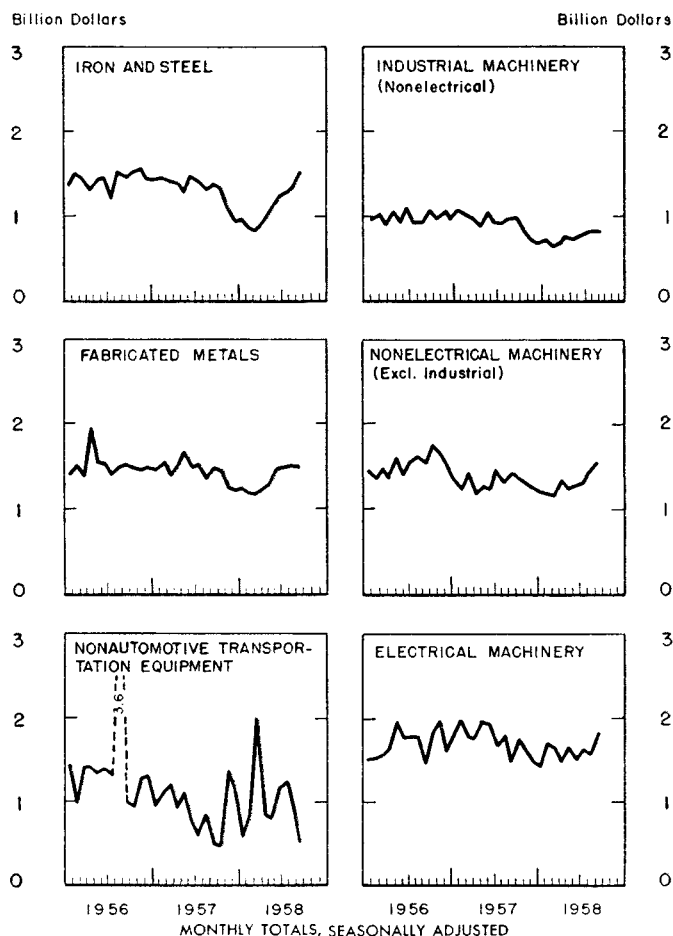 Billion Dollars Billion Dollars
3 IRON AND STEEL INDUSTRIAL MACHINERY 3
(Nonelectrical)
2 2
1 1
0 0
3 FABRICATED METALS NONELECTRICAL MACHINERY 3
(Excl. Industrial)
2 2
1 1
0 0
3 NONAUTOMOTIVE TRANSPOR- ELECTRICAL MACHINERY 3
TATION EQUIPMENT
3.6
2 2
1 1
0 0
1956 1957 1958 1956 1957 1958
MONTHLY TOTALS, SEASONALLY ADJUSTED